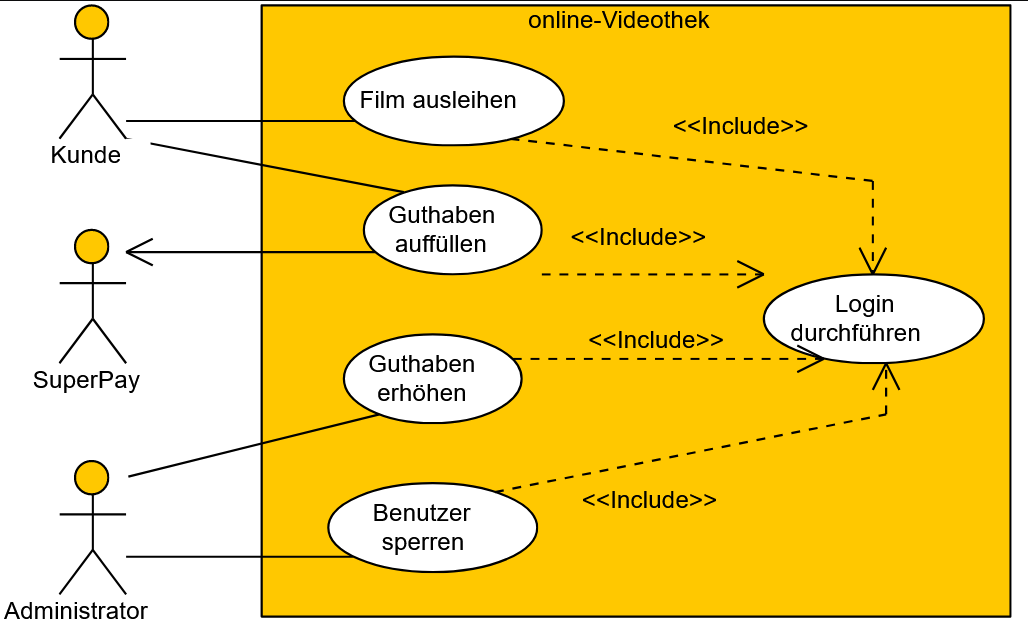 online-Videothek
Film ausleihen
<<Include>>
Kunde
Guthaben
auffüllen
<<Include>>
Login
durchführen
<<Include>>
Guthaben
erhöhen
SuperPay
<<Include>>
Benutzer
sperren
Administrator